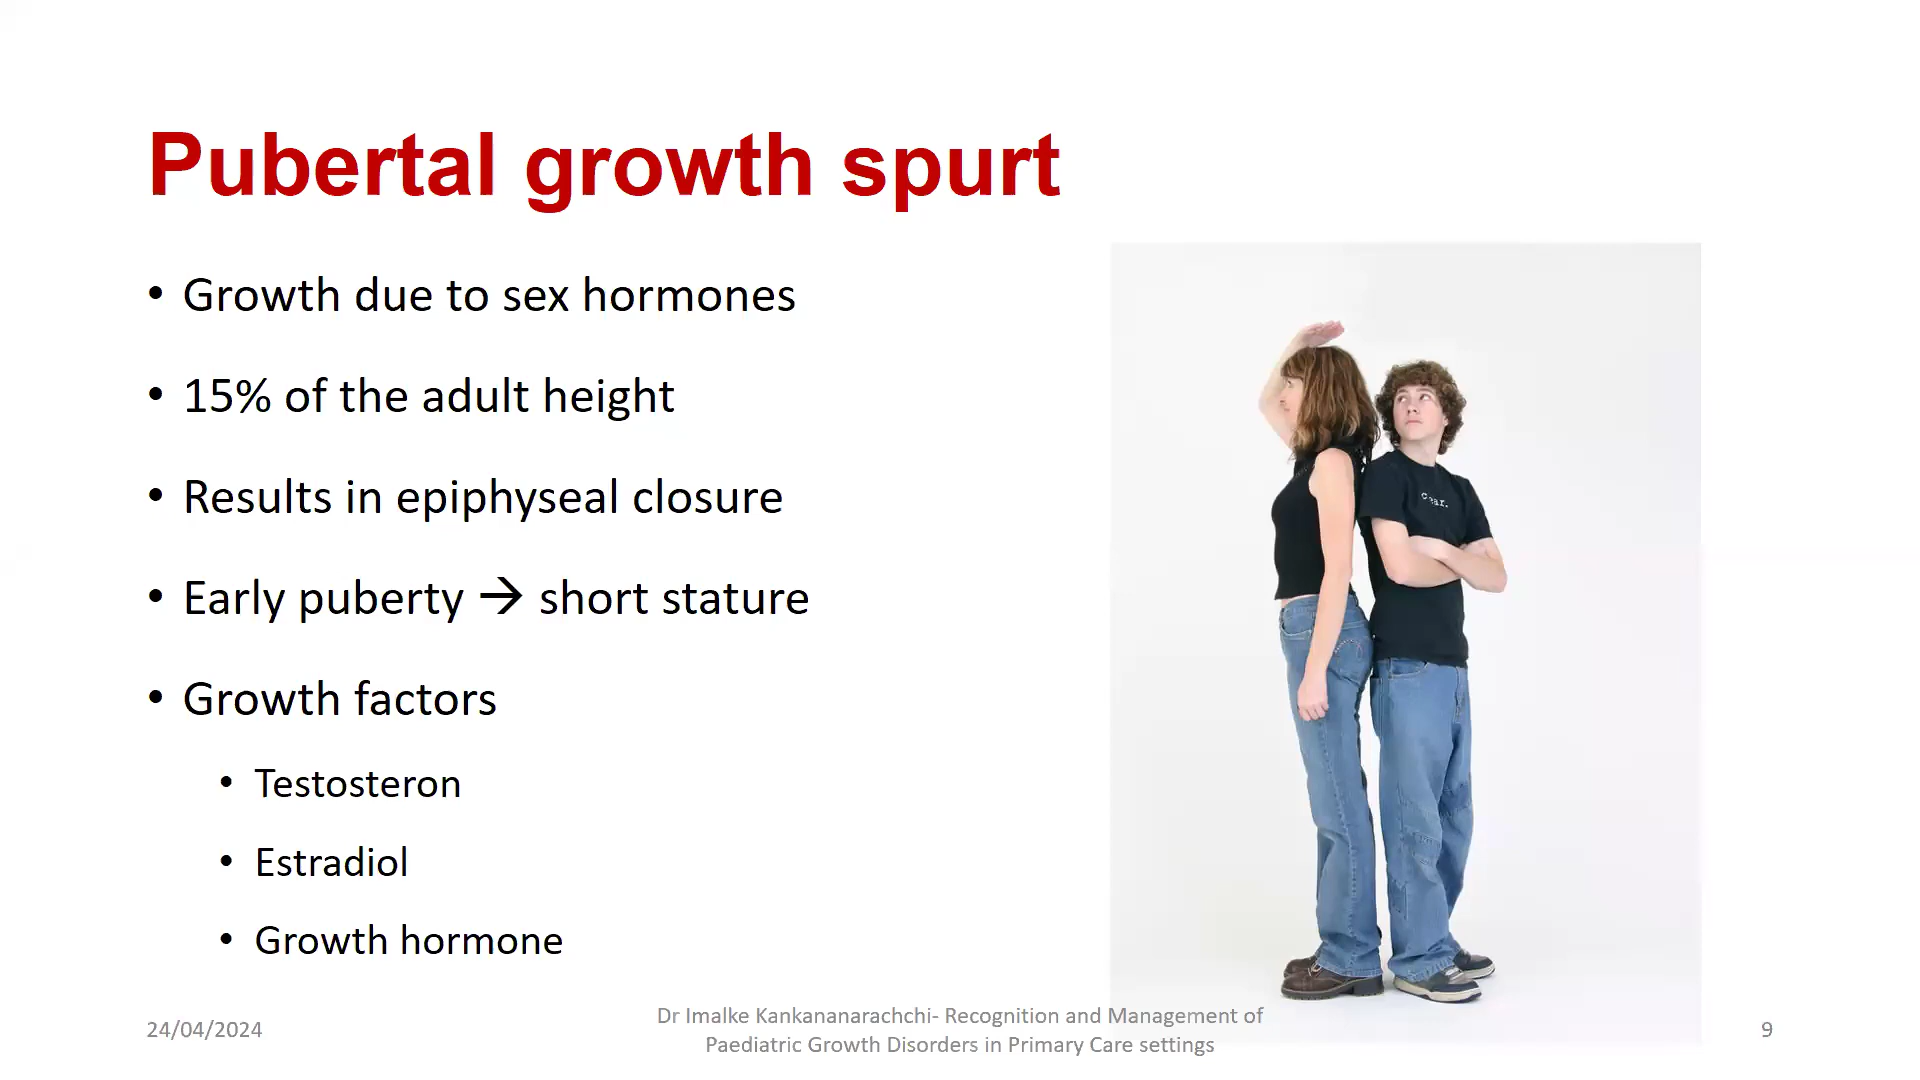 Pubertal growth spurt
• Growth due to sex hormones
• 15% of the adult height
• Results in epiphyseal closure
• Early puberty → short stature
• Growth factors
• Testosteron
• Estradiol
• Growth hormone
24/04/2024
Dr Imalke Kankananarachchi- Recognition and Management of
Paediatric Growth Disorders in Primary Care settings
9